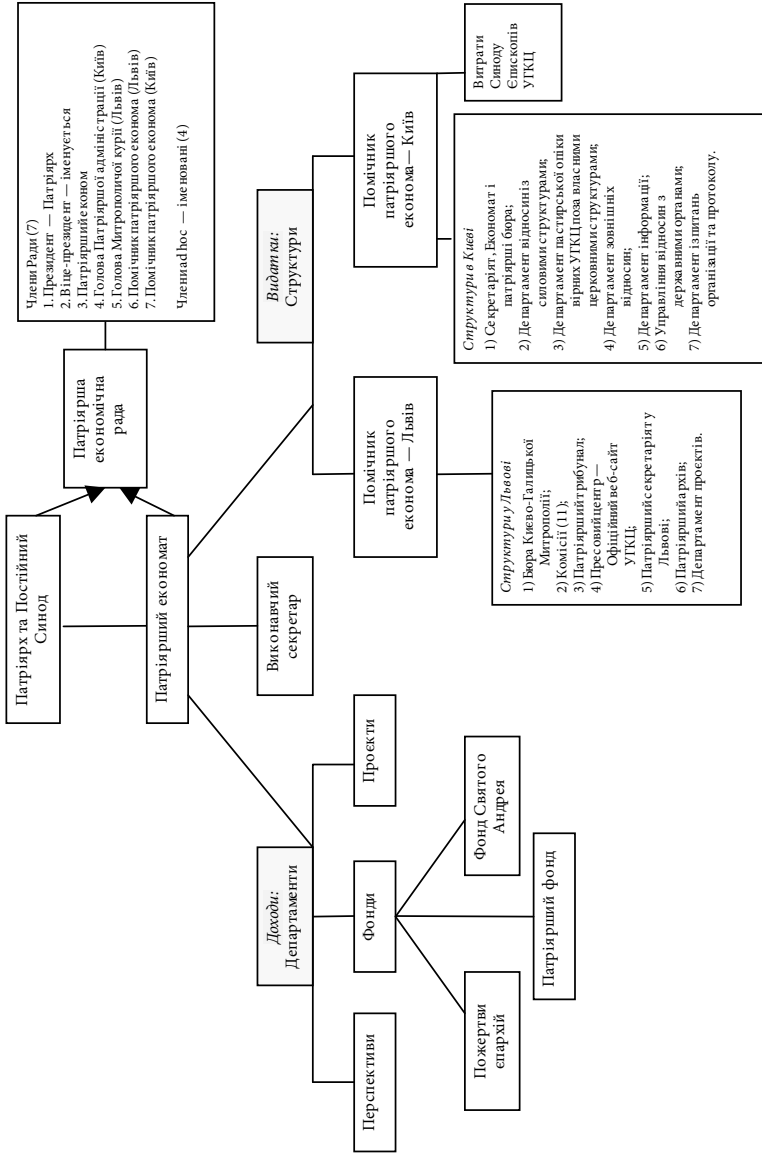 Патріярх та Постійний
Синод
Патріярша
економічна
рада
Члени Ради (7)
1. Президент — Патріярх
2. Віце-президент — іменується
3. Патріярший економ
4. Голова Патріяршої адміністрації (Київ)
5. Голова Митрополичої курії (Львів)
6. Помічник патріяршого економа (Львів)
7. Помічник патріяршого економа (Київ)
Члени ad hoc — іменовані (4)
Патріярший економат
Виконавчий
секретар
Доходи:
Департаменти
Видатки:
Структури
Перспективи
Фонди
Проєкти
Помічник
патріяршого
економа — Львів
Помічник
патріяршого
економа — Київ
Пожертви
єпархій
Патріярший фонд
Фонд Святого
Андрея
Структури у Львові
1) Бюра Києво-Галицької
Митрополії;
2) Комісії (11);
3) Патріярший трибунал;
4) Пресовий центр —
Офіційний веб-сайт
УГКЦ;
5) Патріярший секретаріят у
Львові;
6) Патріярший архів;
7) Департамент проєктів.
Структури в Києві
1) Секретаріят, Економат і
патріярші бюра;
2) Департамент відносин із
силовими структурами;
3) Департамент пастирської опіки
вірних УГКЦ поза власними
церковними структурами;
4) Департамент зовнішніх
відносин;
5) Департамент інформації;
6) Управління відносин з
державними органами;
7) Департамент із питань
організації та протоколу.
Витрати
Синоду
Єпископів
УГКЦ